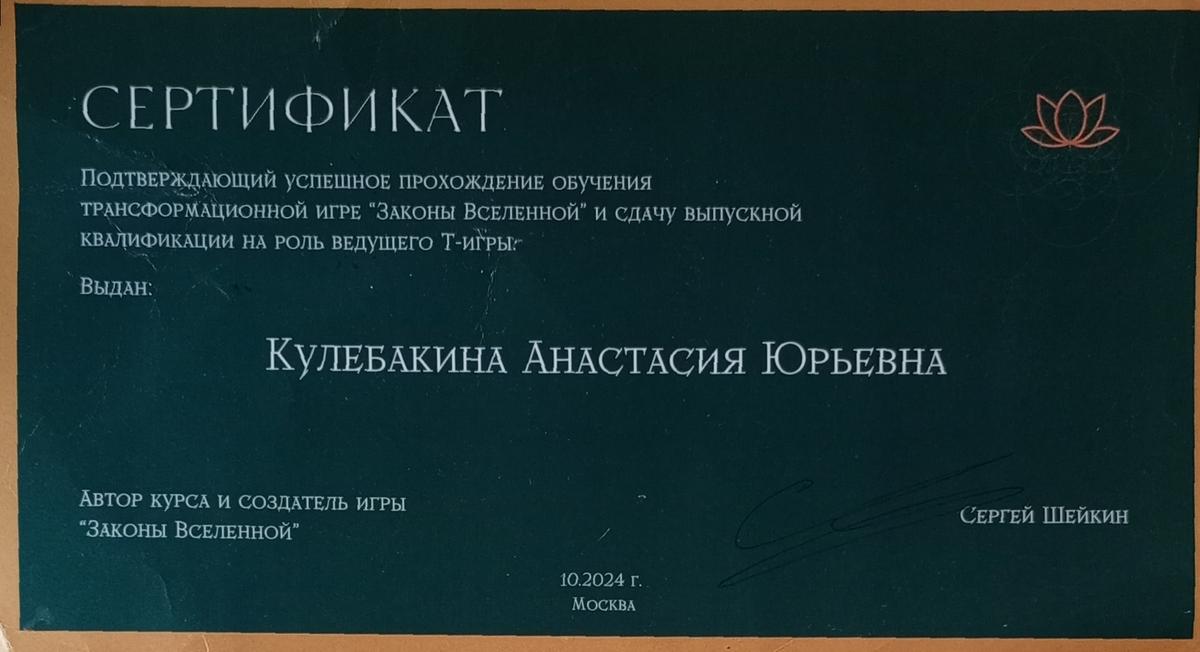 СЕРТИФИКАТ
Подтверждающий успешное прохождение обучения
трансформационной игре "Законы Вселенной" и сдачу выпускной
квалификации на роль ведущего Т-игры.
Выдан:
Кулебакина Анастасия Юрьевна
Автор курса и создатель игры
"Законы Вселенной"
Сергей Шейкин
10.2024 г.
Москва